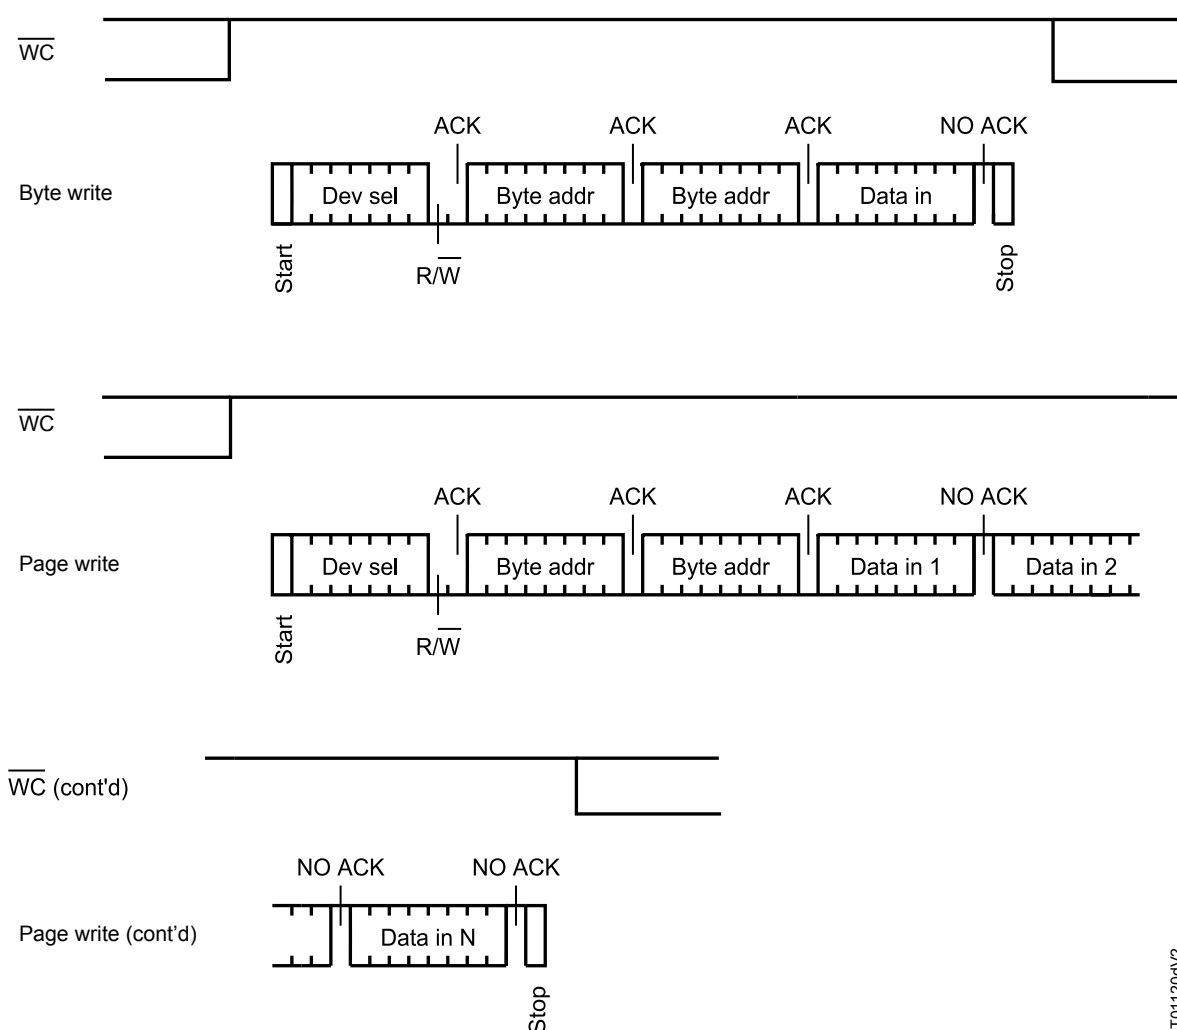 WC
ACK ACK ACK NO ACK
Byte write Dev sel Byte addr Byte addr Data in
Start R/W Stop
WC
ACK ACK ACK NO ACK
Page write Dev sel Byte addr Byte addr Data in 1 Data in 2
Start R/W
WC (cont'd)
NO ACK NO ACK
Page write (cont’d) Data in N
Stop